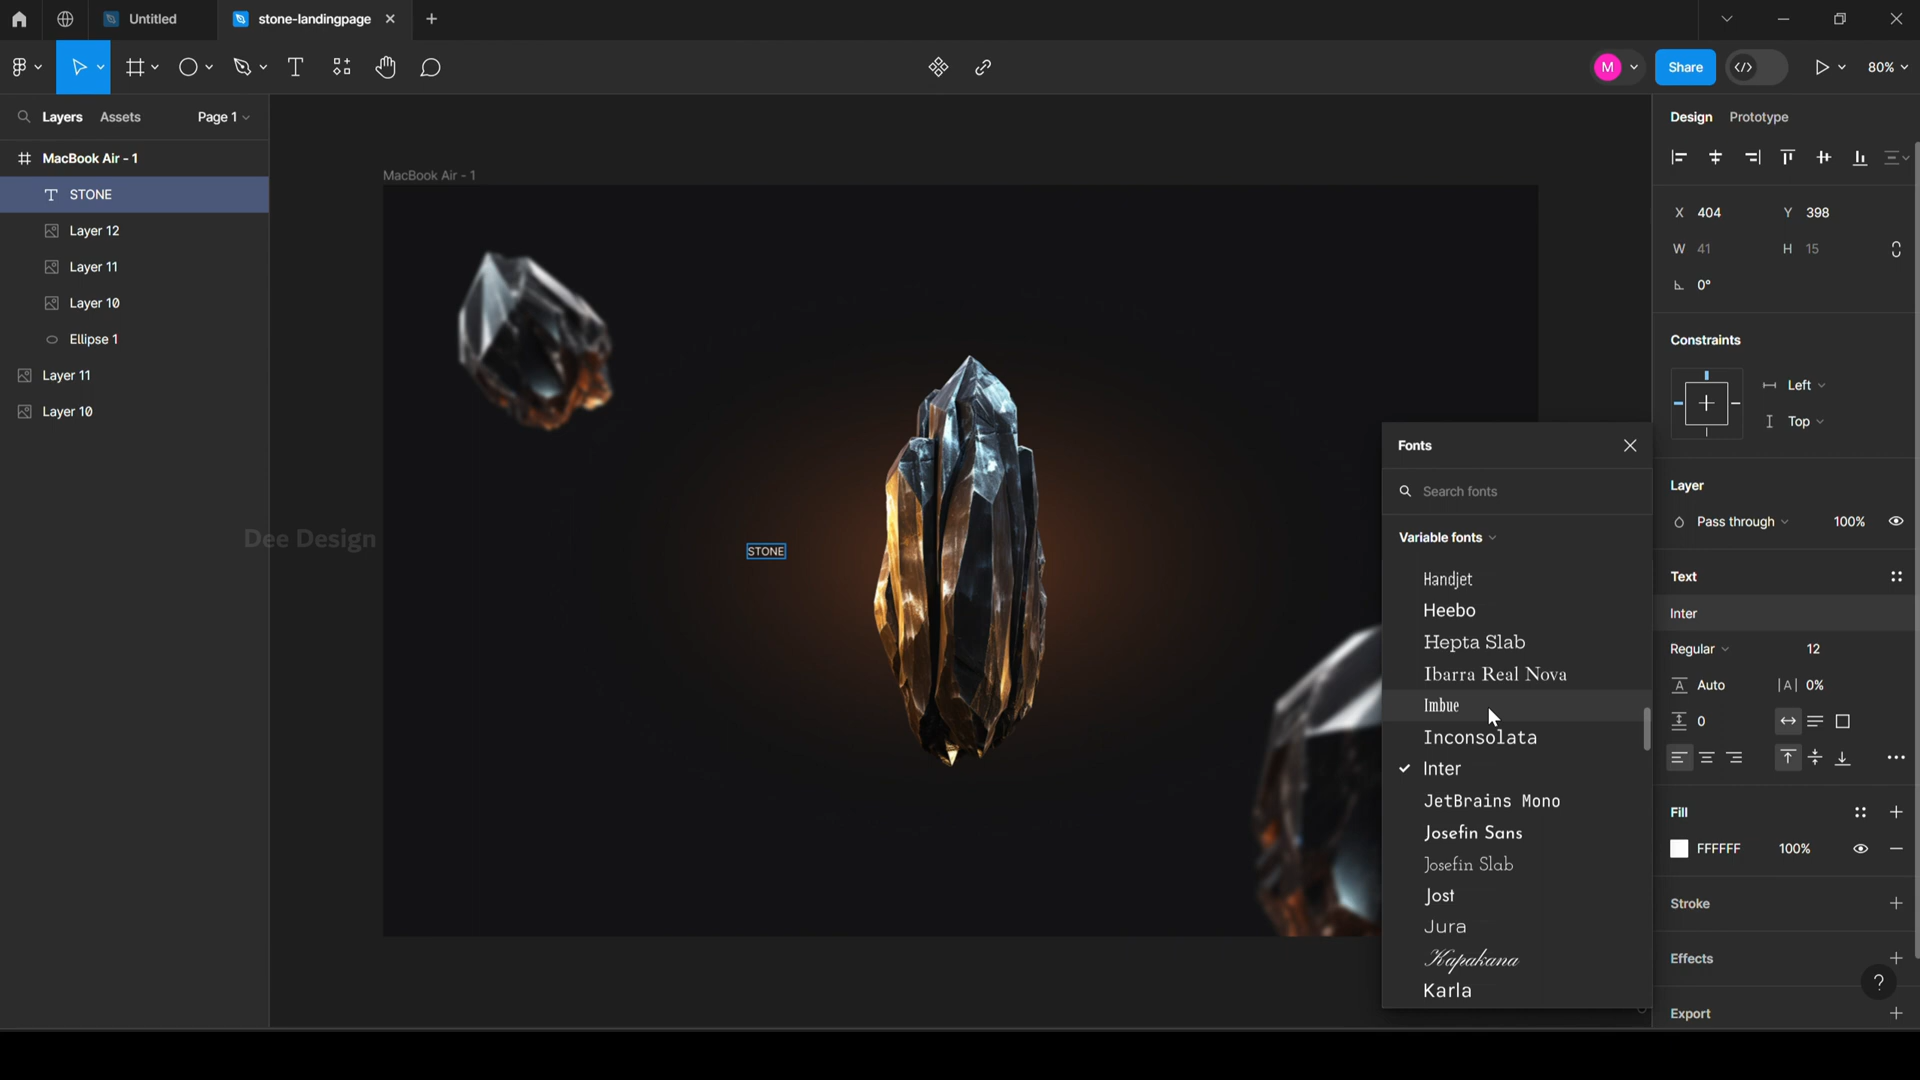 Untitled
stone-landingpage
M
Share
80%
Layers
Assets
Page 1
MacBook Air - 1
STONE
Layer 12
Layer 11
Layer 10
Ellipse 1
Layer 11
Layer 10
MacBook Air - 1
Dee Design
STONE
Fonts
Search fonts
Variable fonts
Handjet
Heebo
Hepta Slab
Ibarra Real Nova
Imbue
Inconsolata
Inter
JetBrains Mono
Josefin Sans
Josefin Slab
Jost
Jura
Kapakana
Karla
Design
Prototype
X 404
Y 398
W 41
H 15
0°
Constraints
Left
Top
Layer
Pass through
100%
Text
Inter
Regular
12
A Auto
|A| 0%
0
Fill
FFFFFF
100%
Stroke
Effects
?
Export